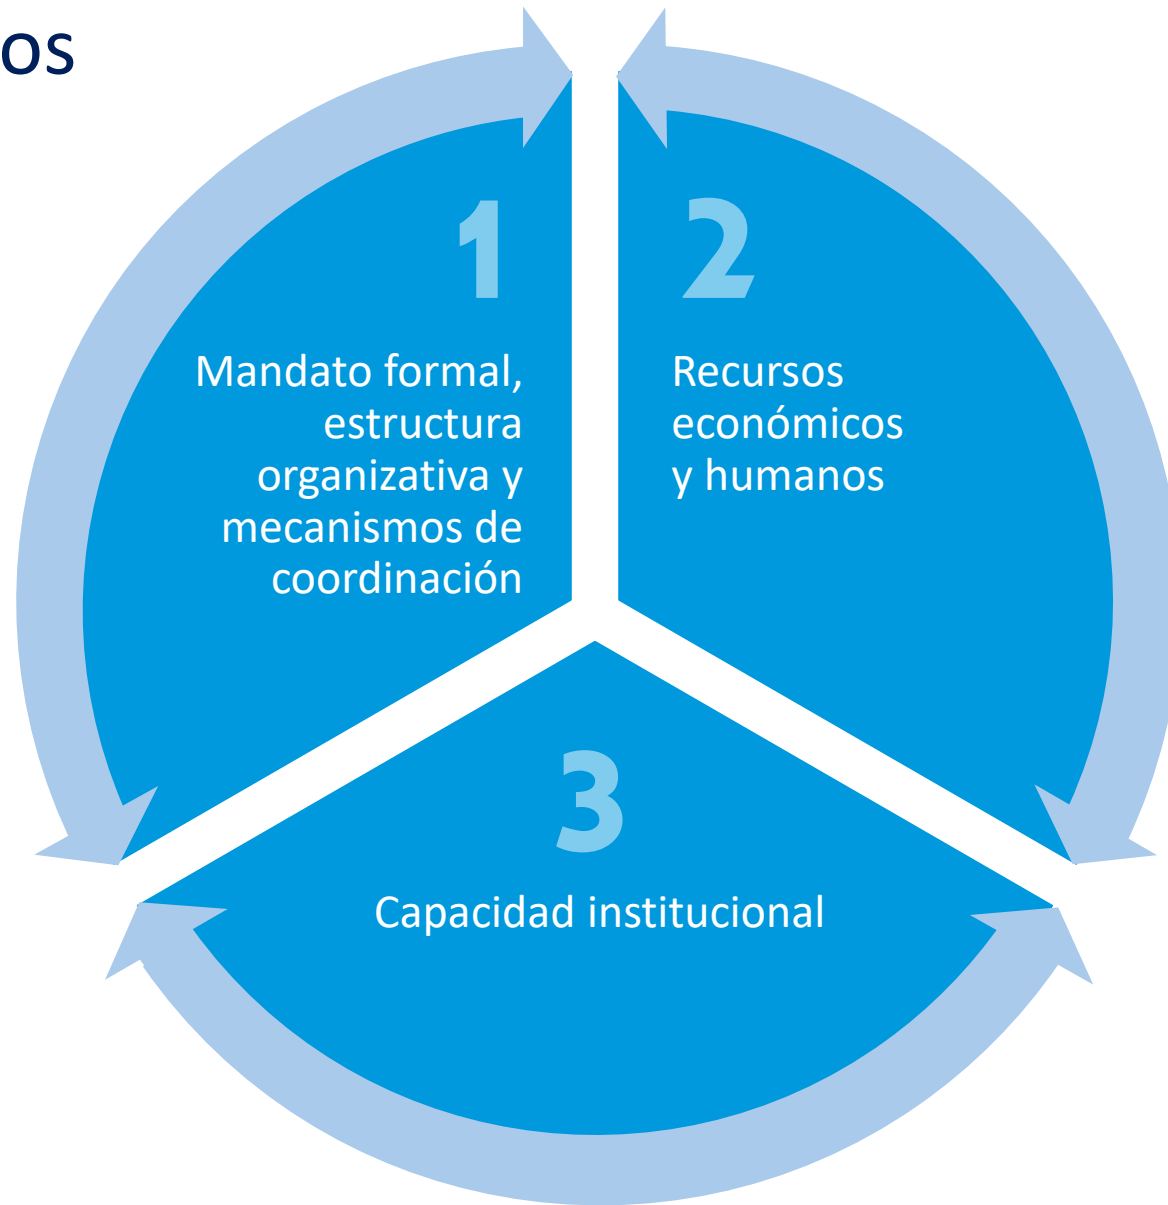 os
1
Mandato formal,
estructura
organizativa y
mecanismos de
coordinación
2
Recursos
económicos
y humanos
3
Capacidad institucional